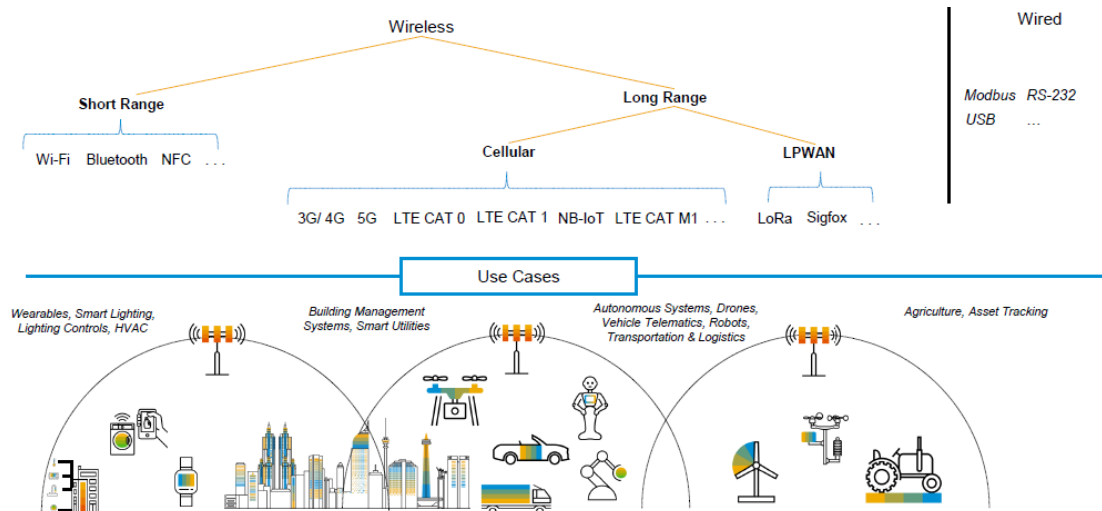 Wireless
Wired
Short Range
Long Range
Modbus RS-232
USB ...
Wi-Fi Bluetooth NFC ...
Cellular
LPWAN
3G/ 4G 5G LTE CAT 0 LTE CAT 1 NB-IoT LTE CAT M1 ...
LoRa Sigfox ...
Use Cases
Wearables, Smart Lighting,
Lighting Controls, HVAC
Building Management
Systems, Smart Utilities
Autonomous Systems, Drones,
Vehicle Telematics, Robots,
Transportation & Logistics
Agriculture, Asset Tracking